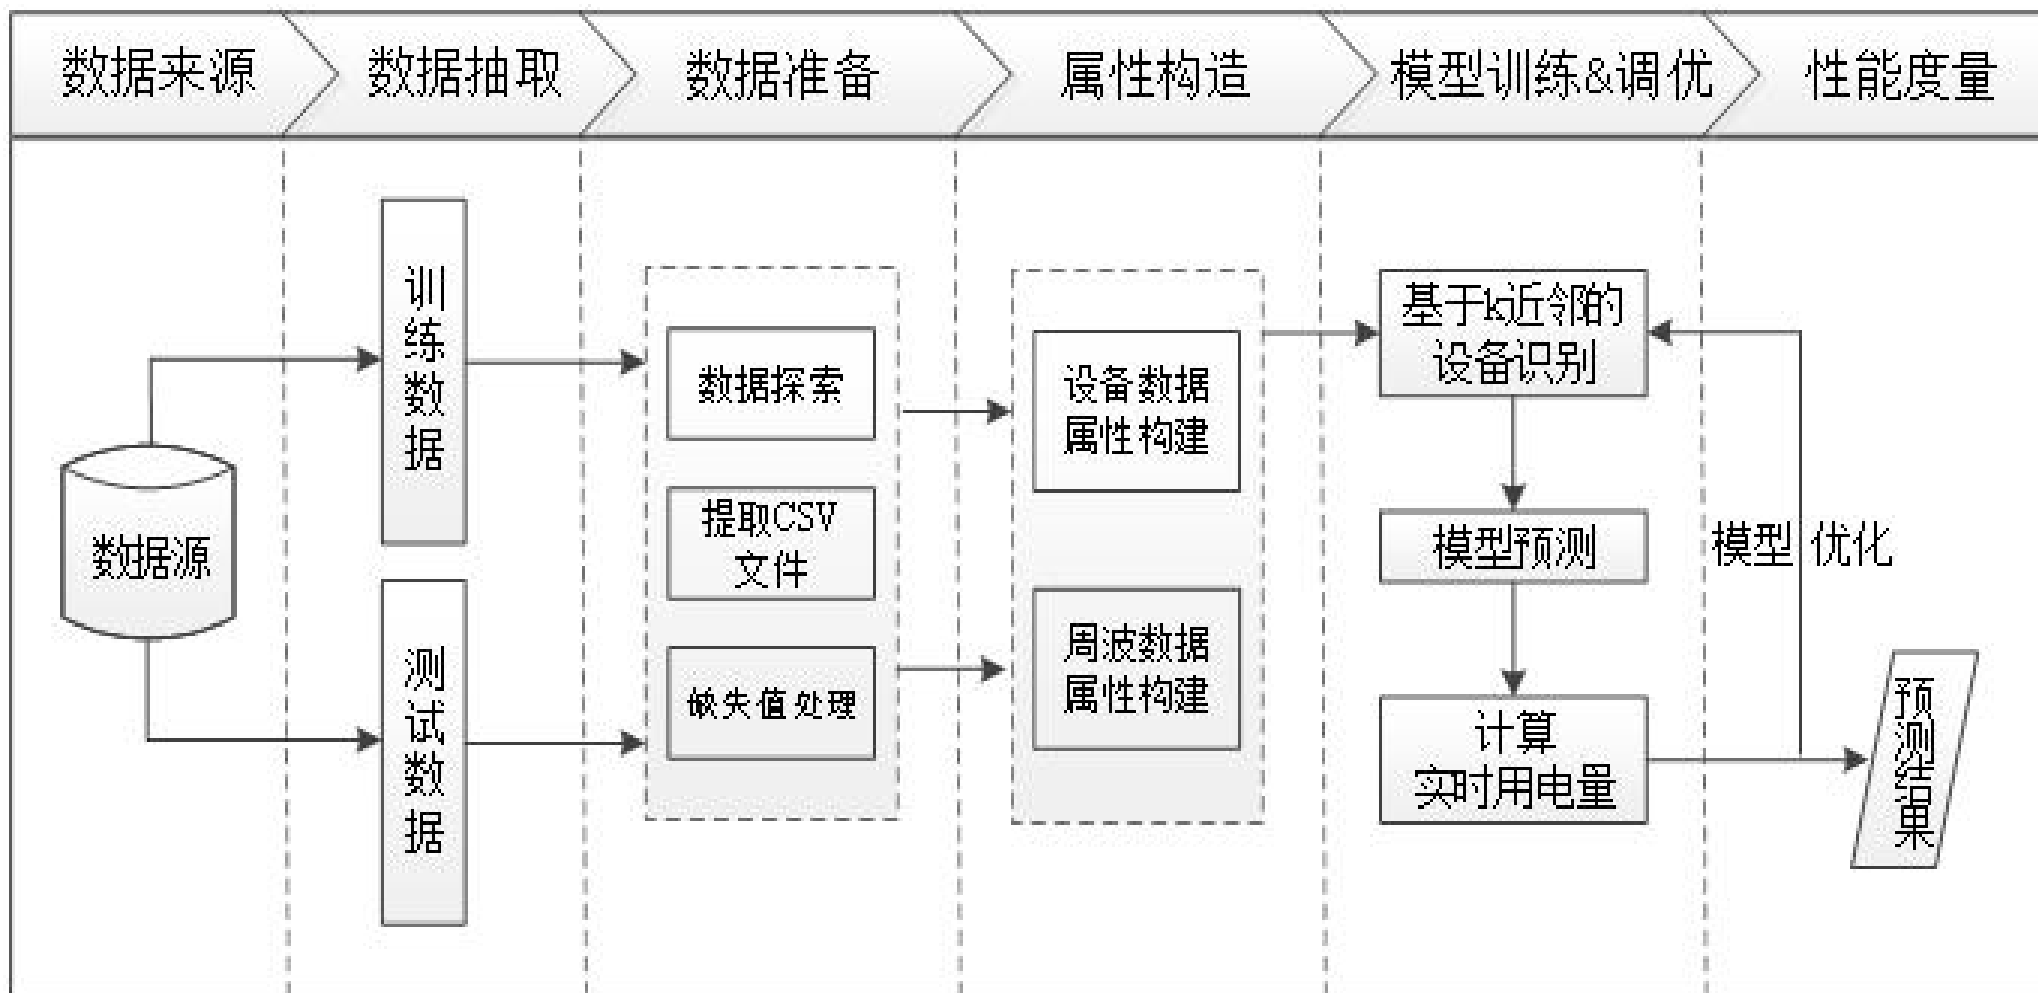 数据来源
数据抽取
数据准备
属性构造
模型训练&调优
性能度量
数据源
训练数据
测试数据
数据探索
提取CSV
文件
缺失值处理
设备数据
属性构建
周波数据
属性构建
基于k近邻的
设备识别
模型预测
计算
实时用电量
模型优化
预测结果